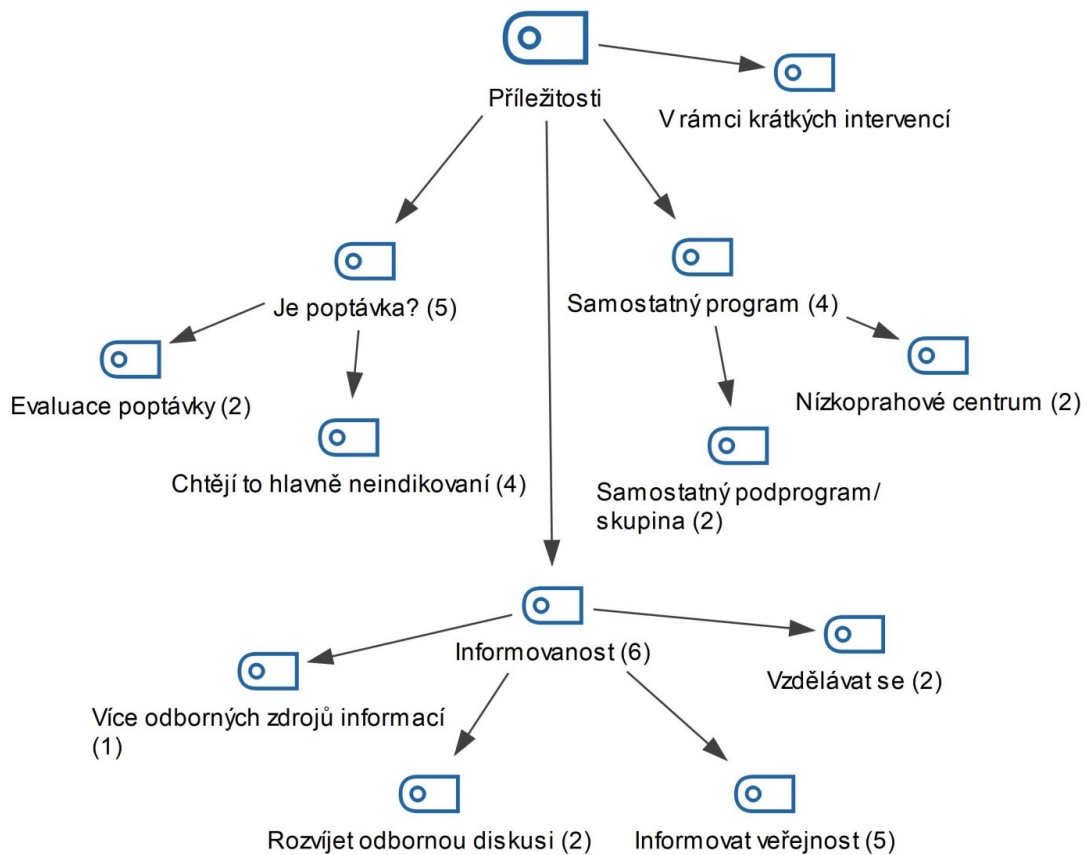 Příležitosti
V rámci krátkých intervencí
Je poptávka? (5)
Samostatný program (4)
Evaluace poptávky (2)
Nízkoprahové centrum (2)
Chtějí to hlavně neindikovaní (4)
Samostatný podprogram/
skupina (2)
Informovanost (6)
Vzdělávat se (2)
Více odborných zdrojů informací
(1)
Rozvíjet odbornou diskusi (2)
Informovat veřejnost (5)